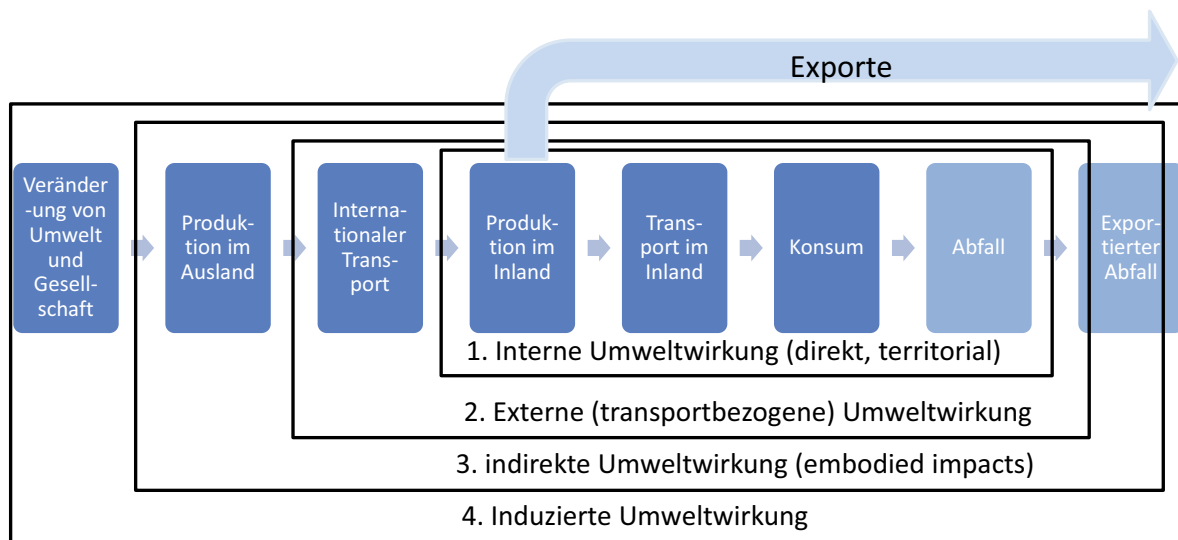 Exporte
Veränder
-ung von
Umwelt
und
Gesell-
schaft
Produk-
tion im
Ausland
Interna-
tionaler
Trans-
port
Produk-
tion im
Inland
Trans-
port im
Inland
Konsum
Abfall
Expor-
tierter
Abfall
1. Interne Umweltwirkung (direkt, territorial)
2. Externe (transportbezogene) Umweltwirkung
3. indirekte Umweltwirkung (embodied impacts)
4. Induzierte Umweltwirkung